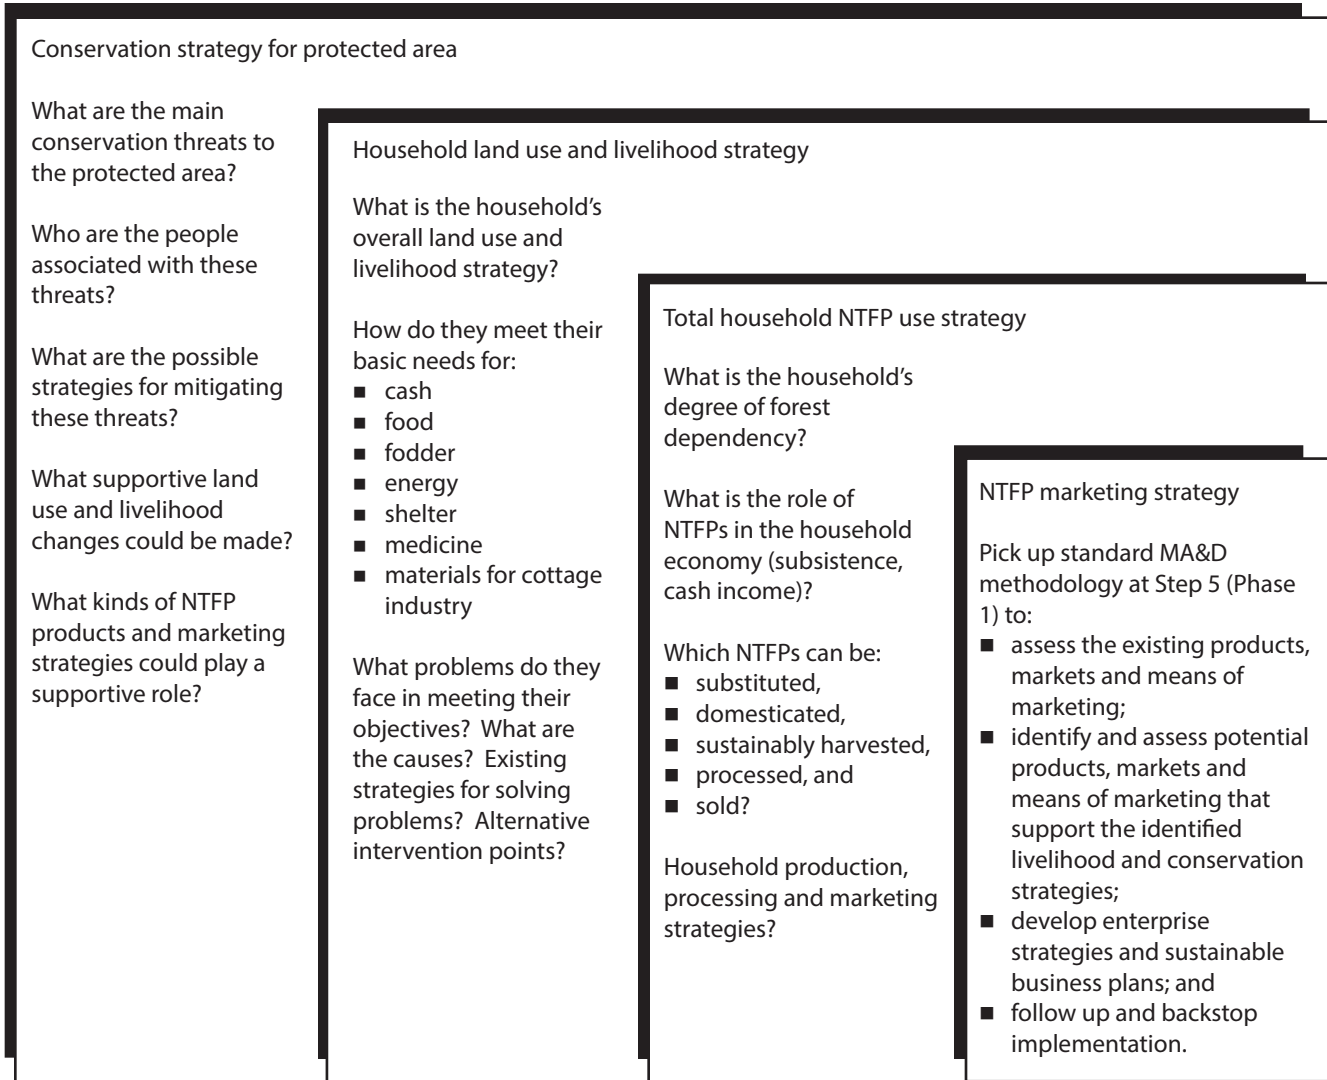 Conservation strategy for protected area
What are the main
conservation threats to
the protected area?
Who are the people
associated with these
threats?
What are the possible
strategies for mitigating
these threats?
What supportive land
use and livelihood
changes could be made?
What kinds of NTFP
products and marketing
strategies could play a
supportive role?
Household land use and livelihood strategy
What is the household’s
overall land use and
livelihood strategy?
How do they meet their
basic needs for:
■ cash
■ food
■ fodder
■ energy
■ shelter
■ medicine
■ materials for cottage
industry
What problems do they
face in meeting their
objectives? What are
the causes? Existing
strategies for solving
problems? Alternative
intervention points?
Total household NTFP use strategy
What is the household’s
degree of forest
dependency?
What is the role of
NTFPs in the household
economy (subsistence,
cash income)?
Which NTFPs can be:
■ substituted,
■ domesticated,
■ sustainably harvested,
■ processed, and
■ sold?
Household production,
processing and marketing
strategies?
NTFP marketing strategy
Pick up standard MA&D
methodology at Step 5 (Phase
1) to:
■ assess the existing products,
markets and means of
marketing;
■ identify and assess potential
products, markets and
means of marketing that
support the identified
livelihood and conservation
strategies;
■ develop enterprise
strategies and sustainable
business plans; and
■ follow up and backstop
implementation.